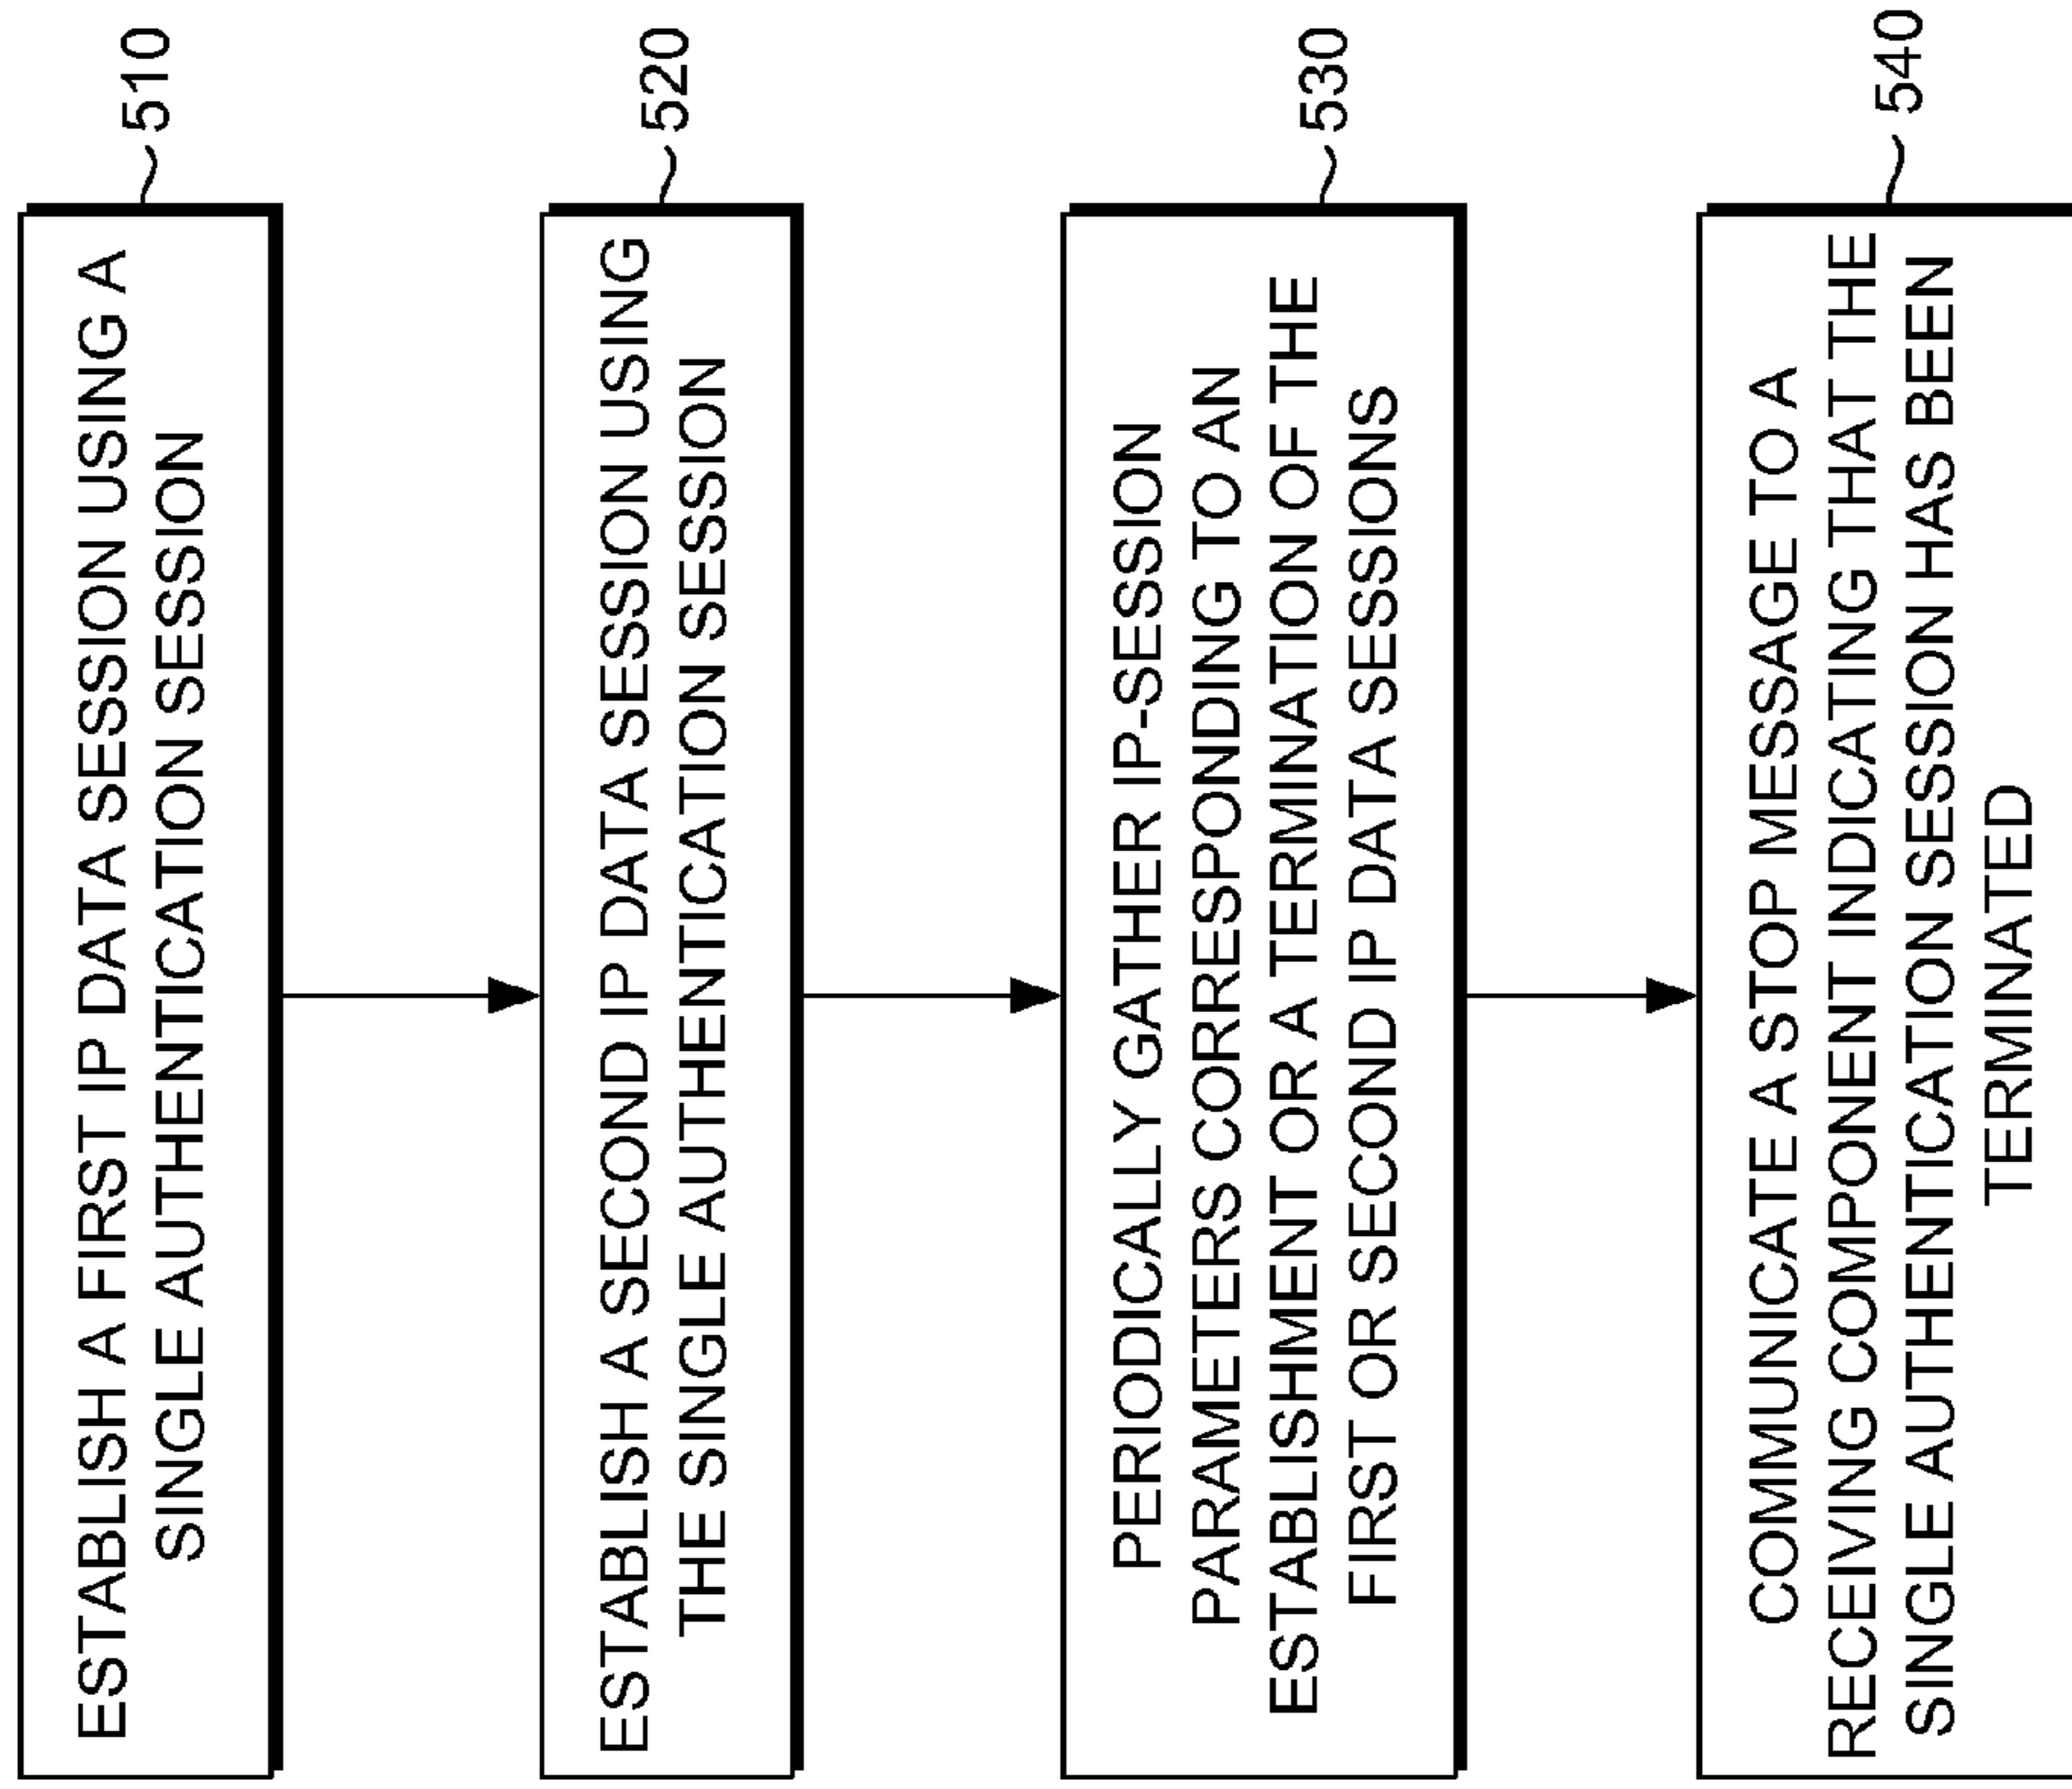 ESTABLISH A FIRST IP DATA SESSION USING A
SINGLE AUTHENTICATION SESSION
510
ESTABLISH A SECOND IP DATA SESSION USING
THE SINGLE AUTHENTICATION SESSION
520
PERIODICALLY GATHER IP-SESSION
PARAMETERS CORRESPONDING TO AN
ESTABLISHMENT OR A TERMINATION OF THE
FIRST OR SECOND IP DATA SESSIONS
530
COMMUNICATE A STOP MESSAGE TO A
RECEIVING COMPONENT INDICATING THAT THE
SINGLE AUTHENTICATION SESSION HAS BEEN
TERMINATED
540